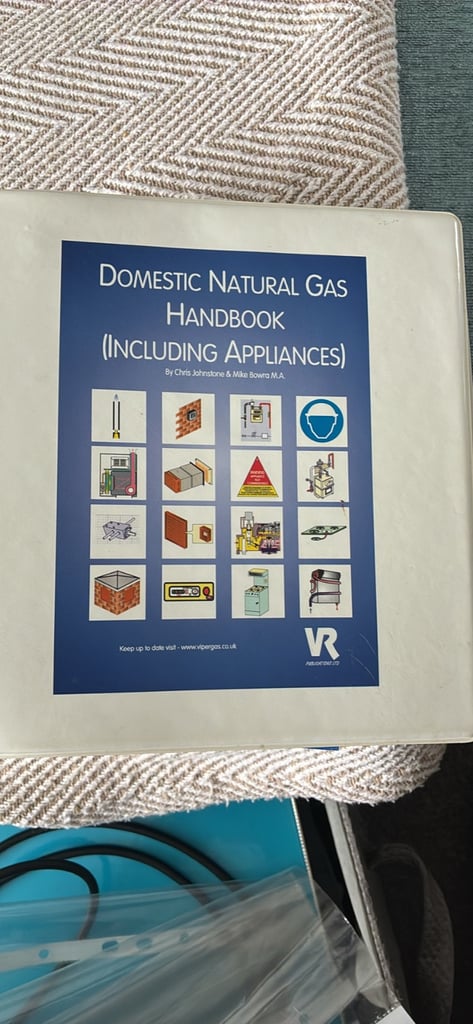 DOMESTIC NATURAL GAS
HANDBOOK
(INCLUDING APPLIANCES)
By Chris Johnstone & Mike Bowra M.A.
Keep up to date visit - www.vipergas.co.uk
VR
PUBLICATIONS LTD